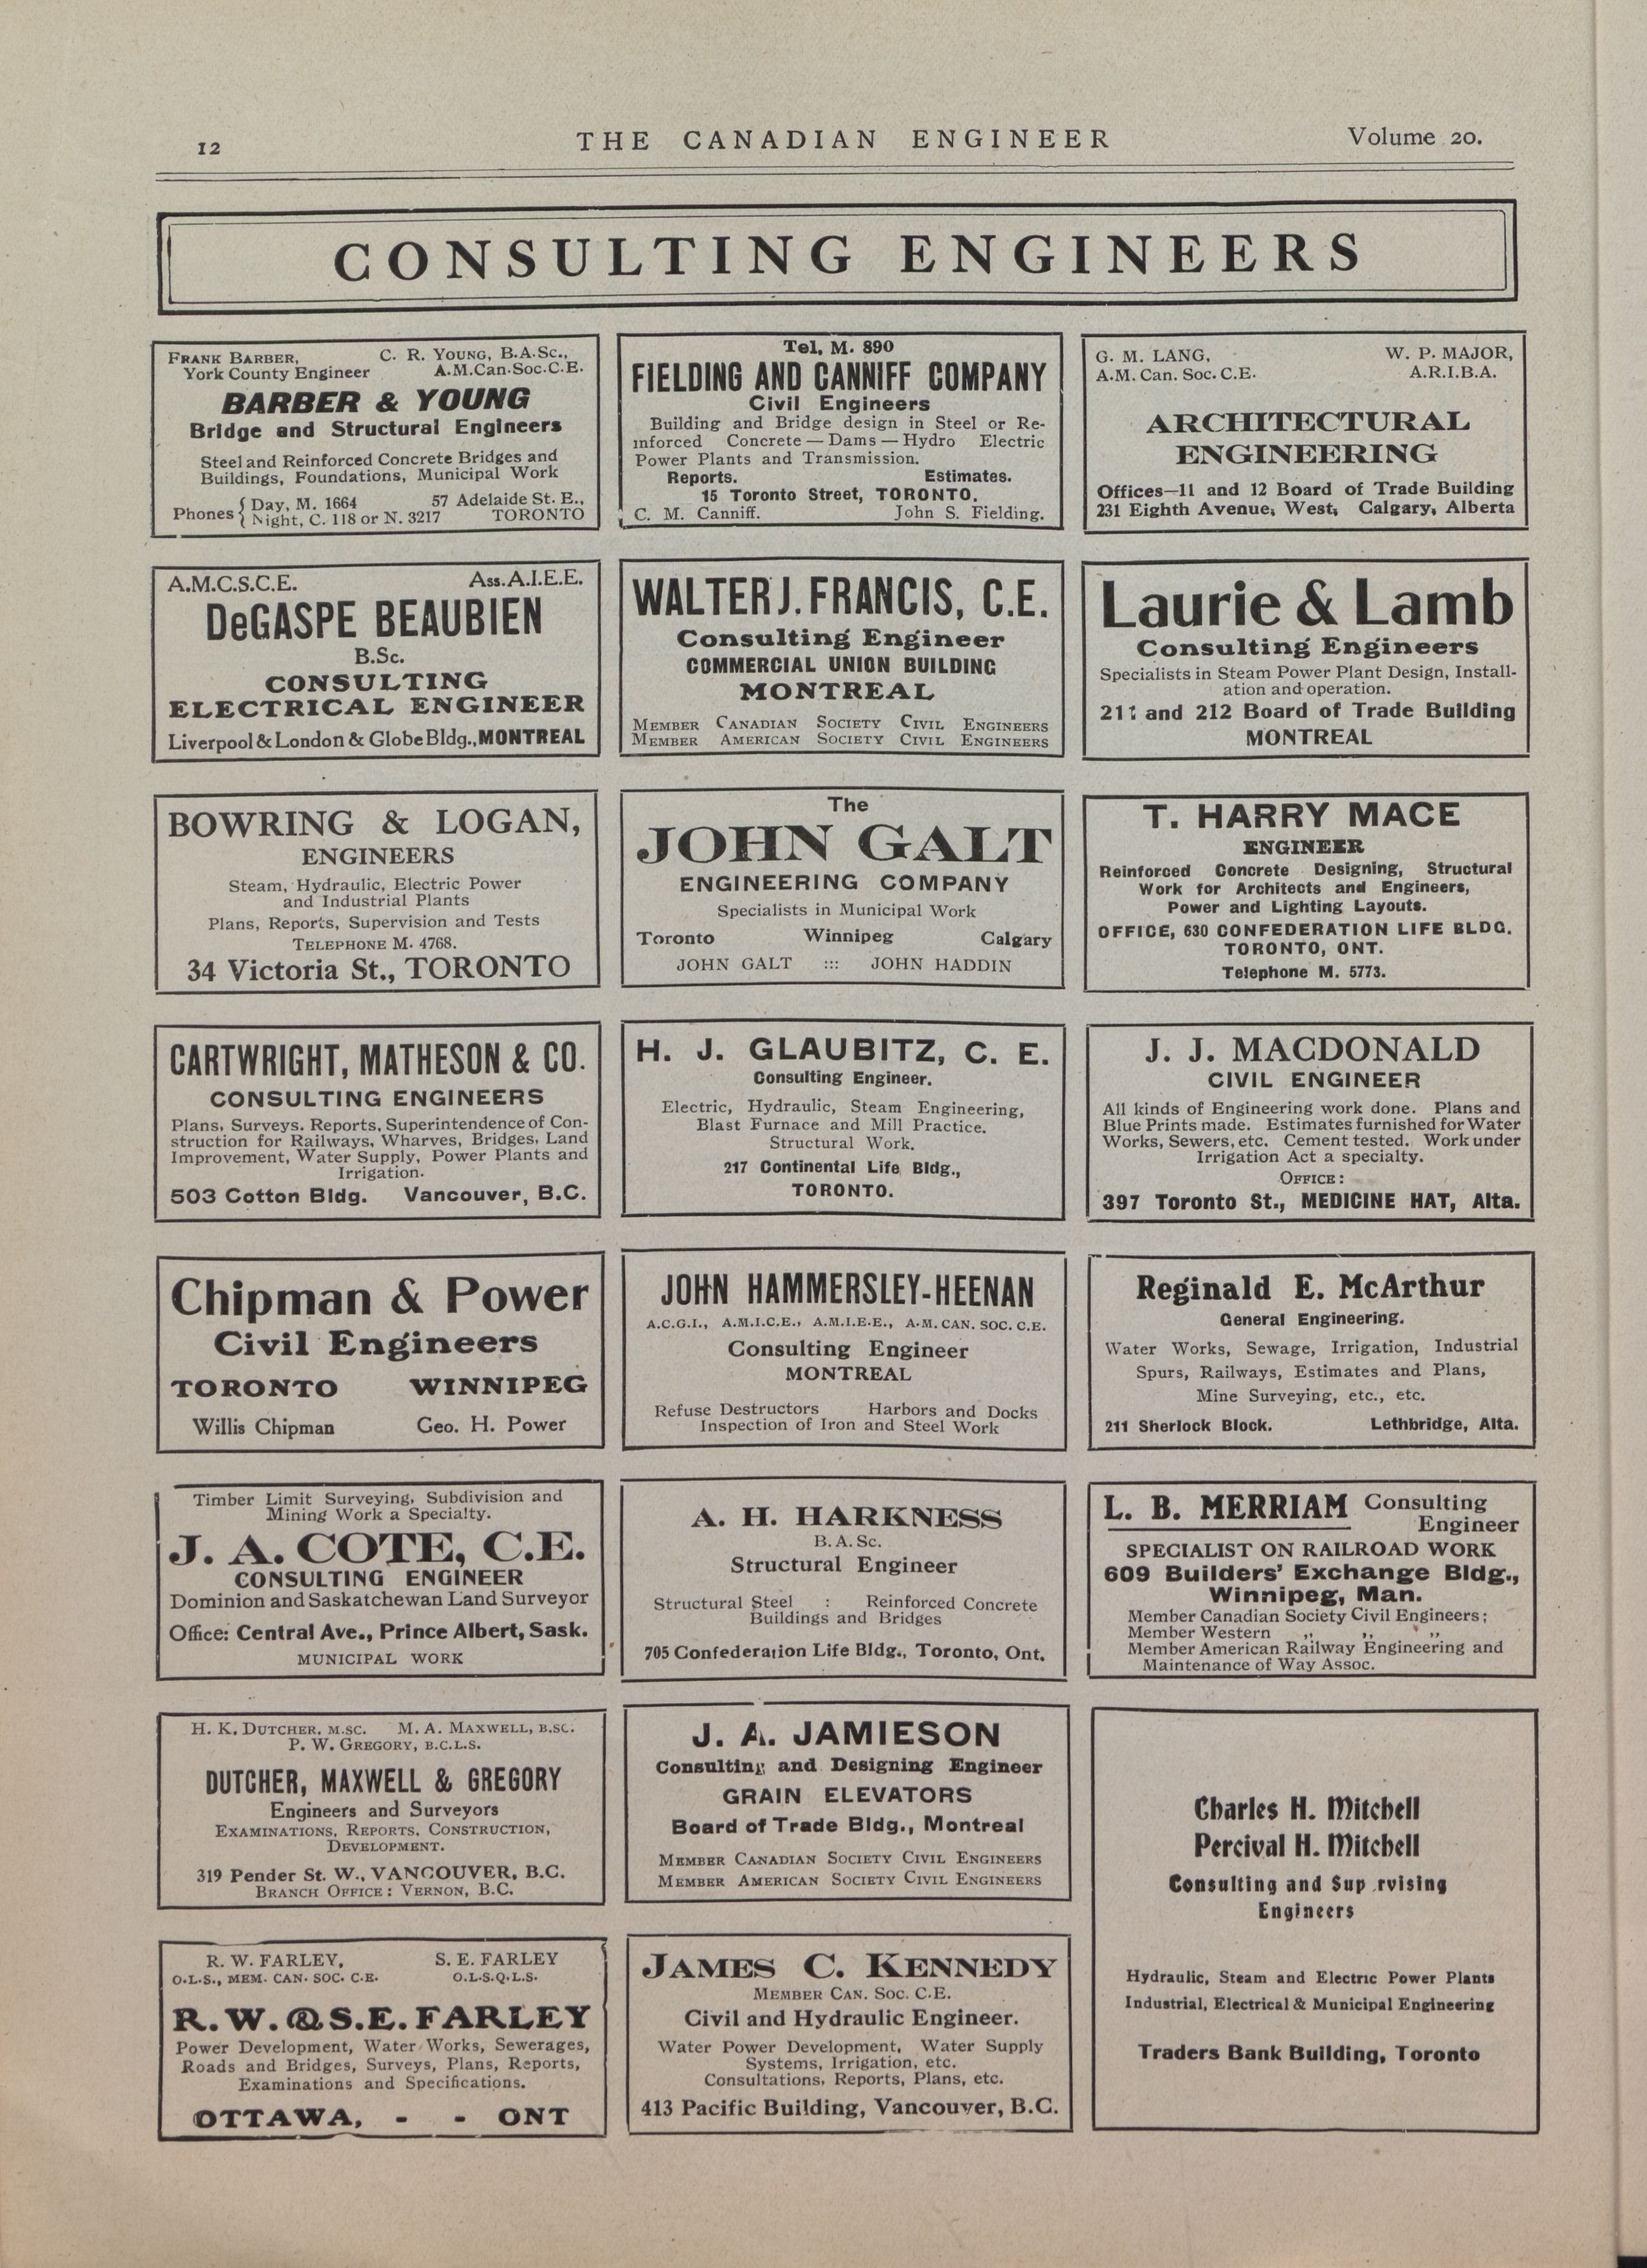 12 THE CANADIAN ENGINEER Volume 20.
CONSULTING ENGINEERS
FRANK BARBER, C. R. YOUNG, B.A.Sc.,
York County Engineer A.M.Can.Soc.C.E.
BARBER & YOUNG
Bridge and Structural Engineers
Steel and Reinforced Concrete Bridges and
Buildings, Foundations, Municipal Work
Phones { Day, M. 1664 57 Adelaide St. E.,
Night, C. 118 or N. 3217 TORONTO
Tel. M. 890
FIELDING AND CANNIFF COMPANY
Civil Engineers
Building and Bridge design in Steel or Re-
inforced Concrete — Dams — Hydro Electric
Power Plants and Transmission.
Reports. Estimates.
15 Toronto Street, TORONTO.
C. M. Canniff. John S. Fielding.
G. M. LANG, W. P. MAJOR,
A.M. Can. Soc. C.E. A.R.I.B.A.
ARCHITECTURAL
ENGINEERING
Offices—11 and 12 Board of Trade Building
231 Eighth Avenue, West, Calgary, Alberta
A.M.C.S.C.E. Ass.A.I.E.E.
DeGASPE BEAUBIEN
B.Sc.
CONSULTING
ELECTRICAL ENGINEER
Liverpool & London & Globe Bldg., MONTREAL
WALTER J. FRANCIS, C.E.
Consulting Engineer
COMMERCIAL UNION BUILDING
MONTREAL
MEMBER CANADIAN SOCIETY CIVIL ENGINEERS
MEMBER AMERICAN SOCIETY CIVIL ENGINEERS
Laurie & Lamb
Consulting Engineers
Specialists in Steam Power Plant Design, Install-
ation and operation.
and 212 Board of Trade Building
MONTREAL
BOWRING & LOGAN,
ENGINEERS
Steam, Hydraulic, Electric Power
and Industrial Plants
Plans, Reports, Supervision and Tests
TELEPHONE M. 4768.
34 Victoria St., TORONTO
The
JOHN GALT
ENGINEERING COMPANY
Specialists in Municipal Work
Toronto Winnipeg Calgary
JOHN GALT ::: JOHN HADDIN
T. HARRY MACE
ENGINEER
Reinforced Concrete Designing, Structural
Work for Architects and Engineers,
Power and Lighting Layouts.
OFFICE, 630 CONFEDERATION LIFE BLDG.
TORONTO, ONT.
Telephone M. 5773.
CARTWRIGHT, MATHESON & CO.
CONSULTING ENGINEERS
Plans, Surveys. Reports, Superintendence of Con-
struction for Railways, Wharves, Bridges, Land
Improvement, Water Supply, Power Plants and
Irrigation.
503 Cotton Bldg. Vancouver, B.C.
H. J. GLAUBITZ, C. E.
Consulting Engineer.
Electric, Hydraulic, Steam Engineering,
Blast Furnace and Mill Practice.
Structural Work.
217 Continental Life Bldg.,
TORONTO.
J. J. MACDONALD
CIVIL ENGINEER
All kinds of Engineering work done. Plans and
Blue Prints made. Estimates furnished for Water
Works, Sewers, etc. Cement tested. Work under
Irrigation Act a specialty.
OFFICE:
397 Toronto St., MEDICINE HAT, Alta.
Chipman & Power
Civil Engineers
TORONTO WINNIPEG
Willis Chipman Geo. H. Power
JOHN HAMMERSLEY-HEENAN
A.C.G.I., A.M.I.C.E., A.M.I.E.E., A.M. CAN. SOC. C.E.
Consulting Engineer
MONTREAL
Refuse Destructors Harbors and Docks
Inspection of Iron and Steel Work
Reginald E. McArthur
General Engineering.
Water Works, Sewage, Irrigation, Industrial
Spurs, Railways, Estimates and Plans,
Mine Surveying, etc., etc.
211 Sherlock Block. Lethbridge, Alta.
Timber Limit Surveying, Subdivision and
Mining Work a Specialty.
J. A. COTE, C.E.
CONSULTING ENGINEER
Dominion and Saskatchewan Land Surveyor
Office: Central Ave., Prince Albert, Sask.
MUNICIPAL WORK
A. H. HARKNESS
B.A.Sc.
Structural Engineer
Structural Steel : Reinforced Concrete
Buildings and Bridges
705 Confederation Life Bldg., Toronto, Ont.
L. B. MERRIAM Consulting
Engineer
SPECIALIST ON RAILROAD WORK
609 Builders' Exchange Bldg.,
Winnipeg, Man.
Member Canadian Society Civil Engineers;
Member Western ,, ,, ,,
Member American Railway Engineering and
Maintenance of Way Assoc.
H. K. DUTCHER, M.SC. M. A. MAXWELL, B.SC.
P. W. GREGORY, B.C.L.S.
DUTCHER, MAXWELL & GREGORY
Engineers and Surveyors
EXAMINATIONS, REPORTS, CONSTRUCTION,
DEVELOPMENT.
319 Pender St. W., VANCOUVER, B.C.
BRANCH OFFICE: VERNON, B.C.
J. A. JAMIESON
Consulting and Designing Engineer
GRAIN ELEVATORS
Board of Trade Bldg., Montreal
MEMBER CANADIAN SOCIETY CIVIL ENGINEERS
MEMBER AMERICAN SOCIETY CIVIL ENGINEERS
Charles H. Mitchell
Percival H. Mitchell
Consulting and Sup rvising
Engineers
Hydraulic, Steam and Electric Power Plants
Industrial, Electrical & Municipal Engineering
Traders Bank Building, Toronto
R. W. FARLEY, S. E. FARLEY
O.L.S., MEM. CAN. SOC. C.E. O.L.S.Q.L.S.
R. W. & S. E. FARLEY
Power Development, Water Works, Sewerages,
Roads and Bridges, Surveys, Plans, Reports,
Examinations and Specifications.
OTTAWA, - - ONT
JAMES C. KENNEDY
MEMBER CAN. SOC. C.E.
Civil and Hydraulic Engineer.
Water Power Development, Water Supply
Systems, Irrigation, etc.
Consultations, Reports, Plans, etc.
413 Pacific Building, Vancouver, B.C.